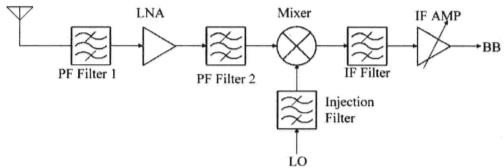 LNA
Mixer
IF AMP
BB
PF Filter 1
PF Filter 2
IF Filter
Injection
Filter
LO